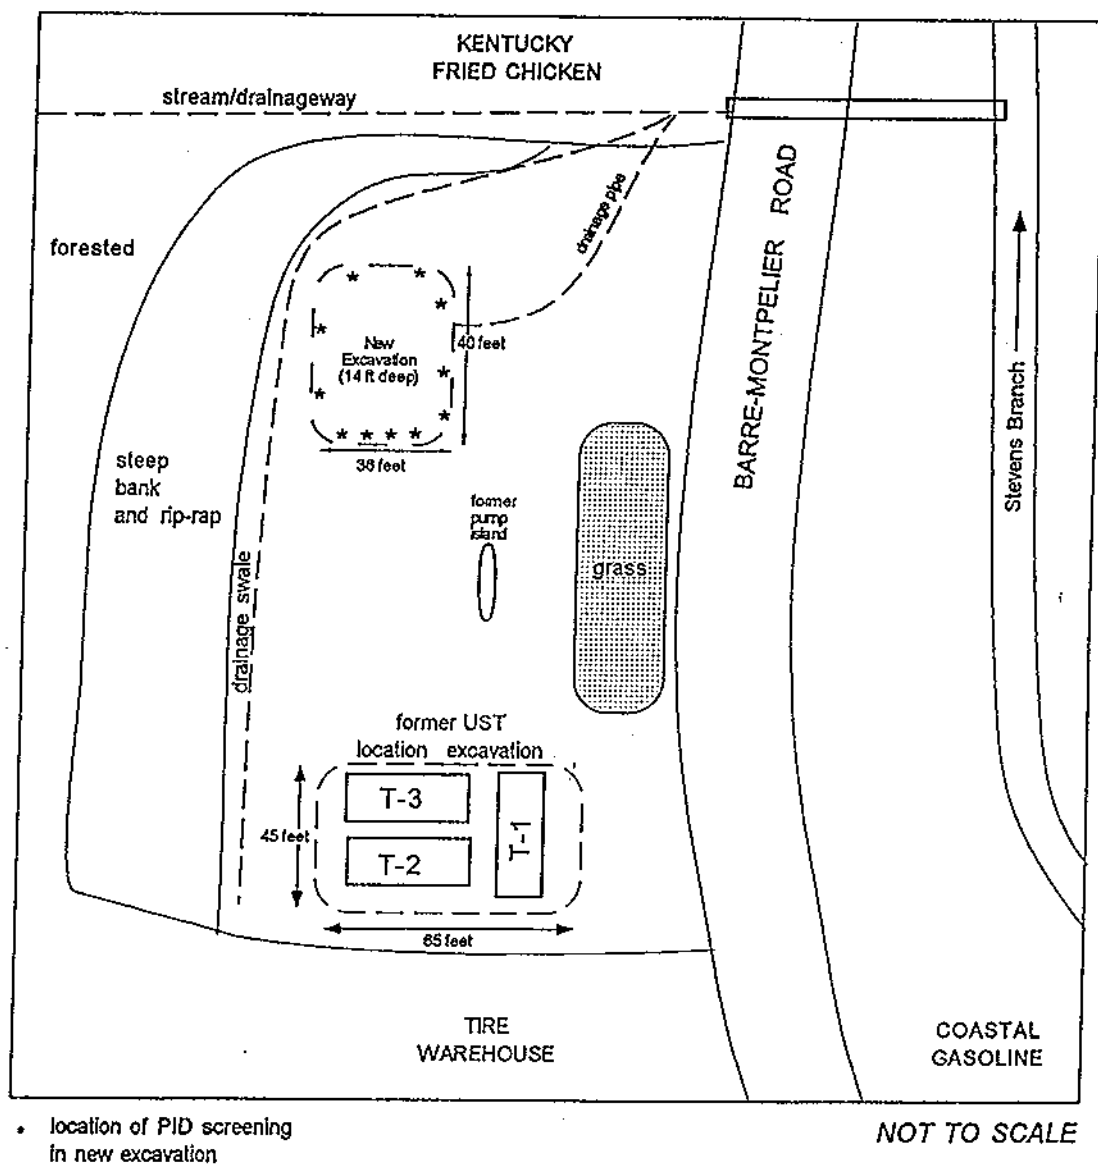 KENTUCKY
FRIED CHICKEN
stream/drainageway
BARRE-MONTPELIER ROAD
drainage pipe
forested
New
Excavation
(14 ft deep)
40 feet
36 feet
Stevens Branch
steep
bank
and rip-rap
former
pump
island
grass
drainage swale
former UST
location excavation
T-3
T-1
T-2
45 feet
65 feet
TIRE
WAREHOUSE
COASTAL
GASOLINE
* location of PID screening
in new excavation
NOT TO SCALE